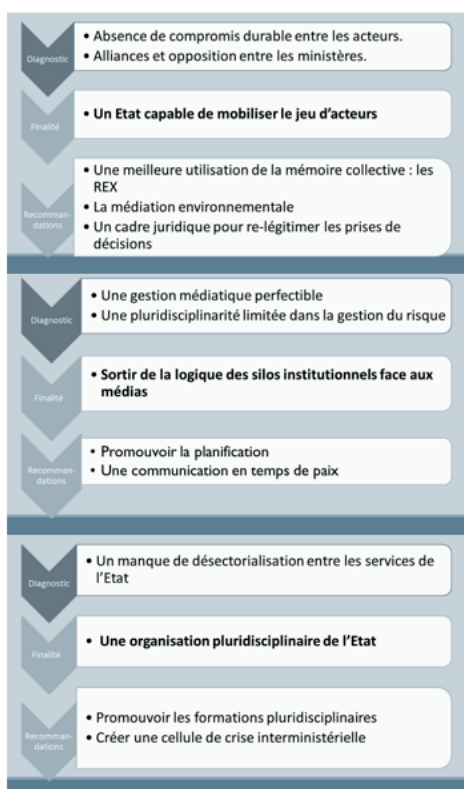 Diagnostic
• Absence de compromis durable entre les acteurs.
• Alliances et opposition entre les ministères.
Finalité
• Un Etat capable de mobiliser le jeu d'acteurs
Recomman-
dations
• Une meilleure utilisation de la mémoire collective : les
REX
• La médiation environnementale
• Un cadre juridique pour re-légitimer les prises de
décisions
Diagnostic
• Une gestion médiatique perfectible
• Une pluridisciplinarité limitée dans la gestion du risque
Finalité
• Sortir de la logique des silos institutionnels face aux
médias
Recomman-
dations
• Promouvoir la planification
• Une communication en temps de paix
Diagnostic
• Un manque de désectorialisation entre les services de
l'Etat
Finalité
• Une organisation pluridisciplinaire de l'Etat
Recomman-
dations
• Promouvoir les formations pluridisciplinaires
• Créer une cellule de crise interministérielle